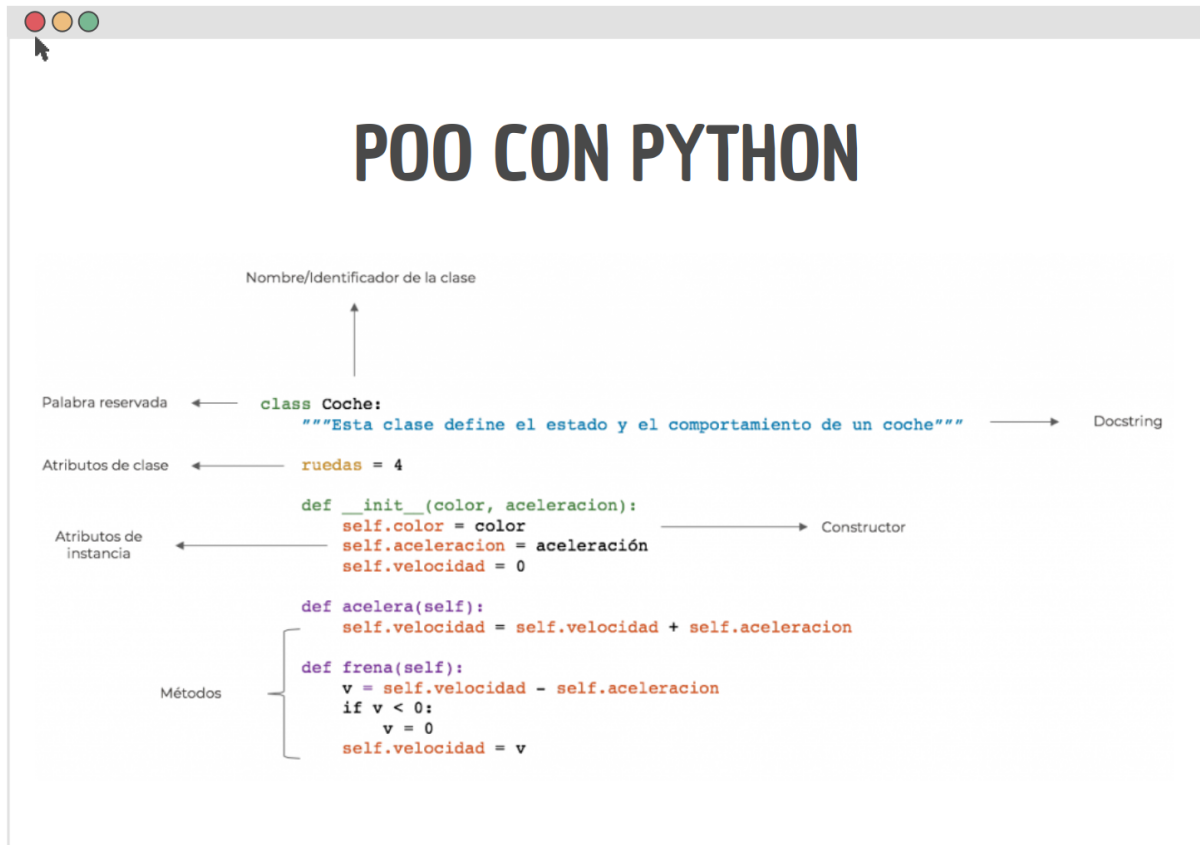 POO CON PYTHON
Nombre/Identificador de la clase
Palabra reservada
class Coche:
"""Esta clase define el estado y el comportamiento de un coche"""
Docstring
Atributos de clase
ruedas = 4
def __init__(color, aceleracion):
self.color = color
Constructor
Atributos de
instancia
self.aceleracion = aceleración
self.velocidad = 0
def acelera(self):
self.velocidad = self.velocidad + self.aceleracion
Métodos
def frena(self):
v = self.velocidad - self.aceleracion
if v < 0:
v = 0
self.velocidad = v